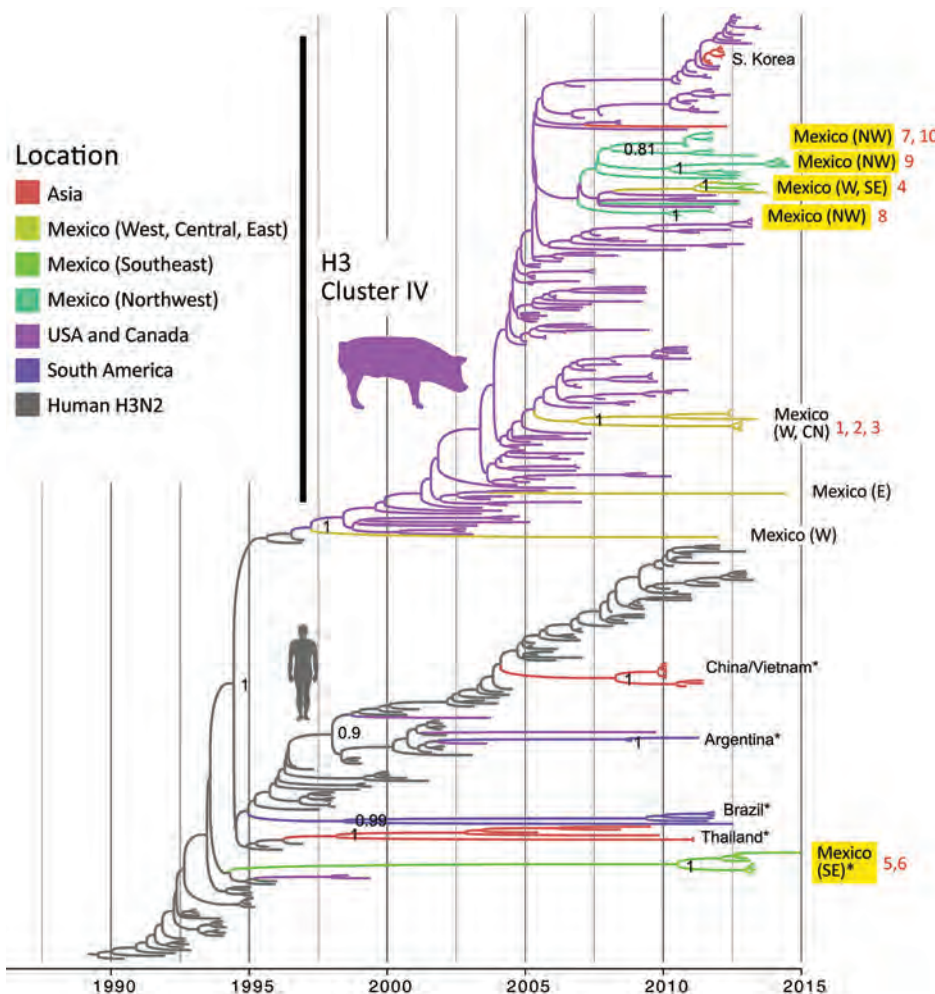 S. Korea
Mexico (NW) 7, 10
0.81
1
Mexico (NW) 9
1
Mexico (W, SE) 4
Mexico (NW) 8
1
Location
Asia
Mexico (West, Central, East)
Mexico (Southeast)
Mexico (Northwest)
USA and Canada
South America
Human H3N2
H3
Cluster IV
1
Mexico
(W, CN) 1, 2, 3
Mexico (E)
1
Mexico (W)
China/Vietnam*
1
1
0.9
Argentina*
1
Brazil*
0.99
Thailand*
1
Mexico
(SE)* 5,6
1
1990 1995 2000 2005 2010 2015